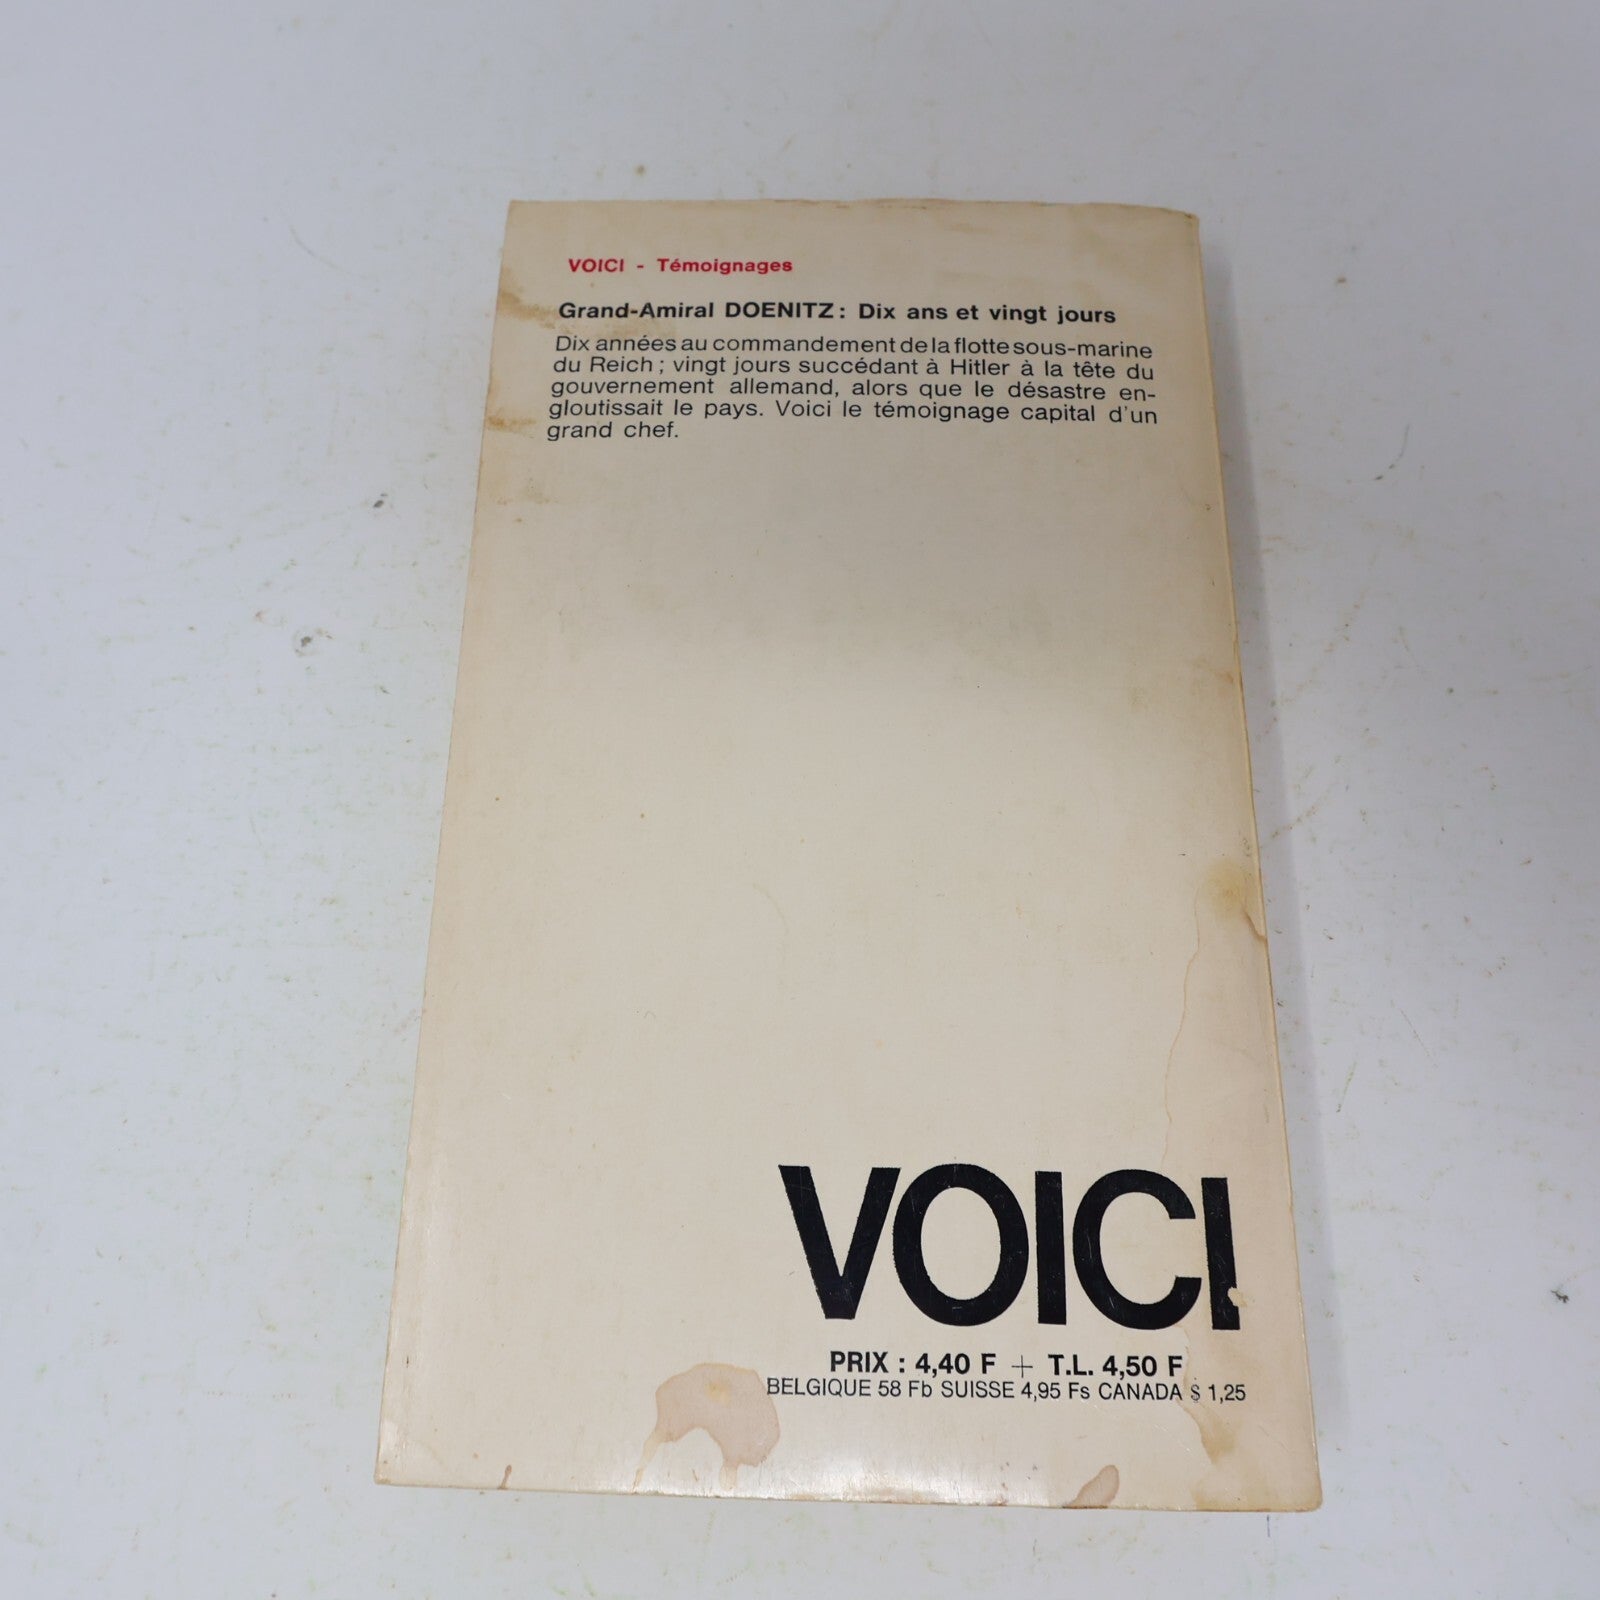 VOICI - Témoignages
Grand-Amiral DOENITZ : Dix ans et vingt jours
Dix années au commandement de la flotte sous-marine
du Reich ; vingt jours succédant à Hitler à la tête du
gouvernement allemand, alors que le désastre en-
gloutissait le pays. Voici le témoignage capital d'un
grand chef.
VOICI
PRIX : 4,40 F + T.L. 4,50 F
BELGIQUE 58 Fb SUISSE 4,95 Fs CANADA $ 1,25